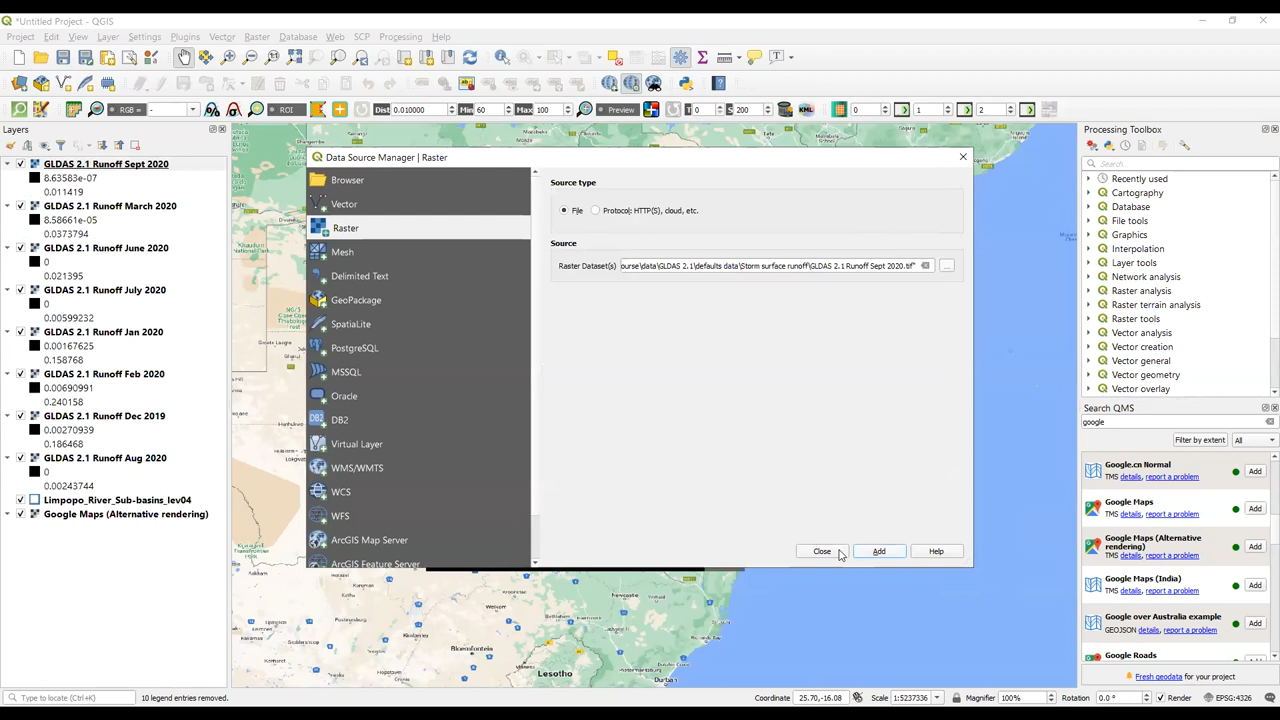 *Untitled Project - QGIS
Project Edit View Layer Settings Plugins Vector Raster Database Web SCP Processing Help
RGB = - ROI Dist 0.010000 Min 60 Max 100 Preview T 0 S 200 KML 0 1 2
Layers
GLDAS 2.1 Runoff Sept 2020
8.63583e-07
0.011419
GLDAS 2.1 Runoff March 2020
8.58661e-05
0.0373794
GLDAS 2.1 Runoff June 2020
0
0.021395
GLDAS 2.1 Runoff July 2020
0
0.00599232
GLDAS 2.1 Runoff Jan 2020
0.00167625
0.158768
GLDAS 2.1 Runoff Feb 2020
0.00690991
0.240158
GLDAS 2.1 Runoff Dec 2019
0.00270939
0.186468
GLDAS 2.1 Runoff Aug 2020
0
0.00243744
Limpopo_River_Sub-basins_lev04
Google Maps (Alternative rendering)
Data Source Manager | Raster
Browser
Vector
Raster
Mesh
Delimited Text
GeoPackage
SpatiaLite
PostgreSQL
MSSQL
Oracle
DB2
Virtual Layer
WMS/WMTS
WCS
WFS
ArcGIS Map Server
ArcGIS Feature Server
Source type
File Protocol: HTTP(S), cloud, etc.
Source
Raster Dataset(s) ourse\data\GLDAS 2.1\defaults data\Storm surface runoff\GLDAS 2.1 Runoff Sept 2020.tif" ...
Close Add Help
Welkom
Bloemfontein
Lesotho
Durban
Processing Toolbox
Search...
Recently used
Cartography
Database
File tools
Graphics
Interpolation
Layer tools
Network analysis
Raster analysis
Raster terrain analysis
Raster tools
Vector analysis
Vector creation
Vector general
Vector geometry
Vector overlay
Search QMS
google
Filter by extent All
Google.cn Normal
TMS details, report a problem Add
Google Maps
TMS details, report a problem Add
Google Maps (Alternative rendering)
TMS details, report a problem Add
Google Maps (India)
TMS details, report a problem Add
Google over Australia example
GEOJSON details, report a problem Add
Google Roads
Fresh geodata for your project
Type to locate (Ctrl+K) 10 legend entries removed. Coordinate 25.70,-16.08 Scale 1:5237336 Magnifier 100% Rotation 0.0 ° Render EPSG:4326